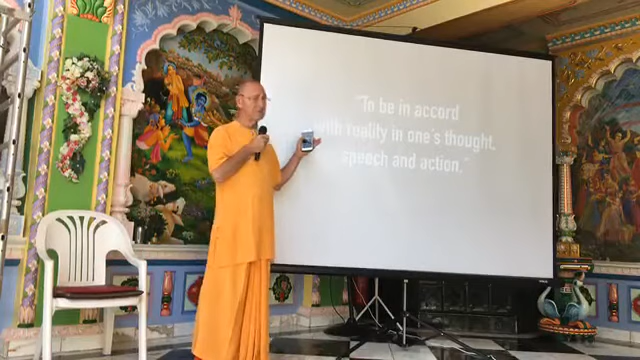 "To be in accord
with reality in one's thought,
speech and action."